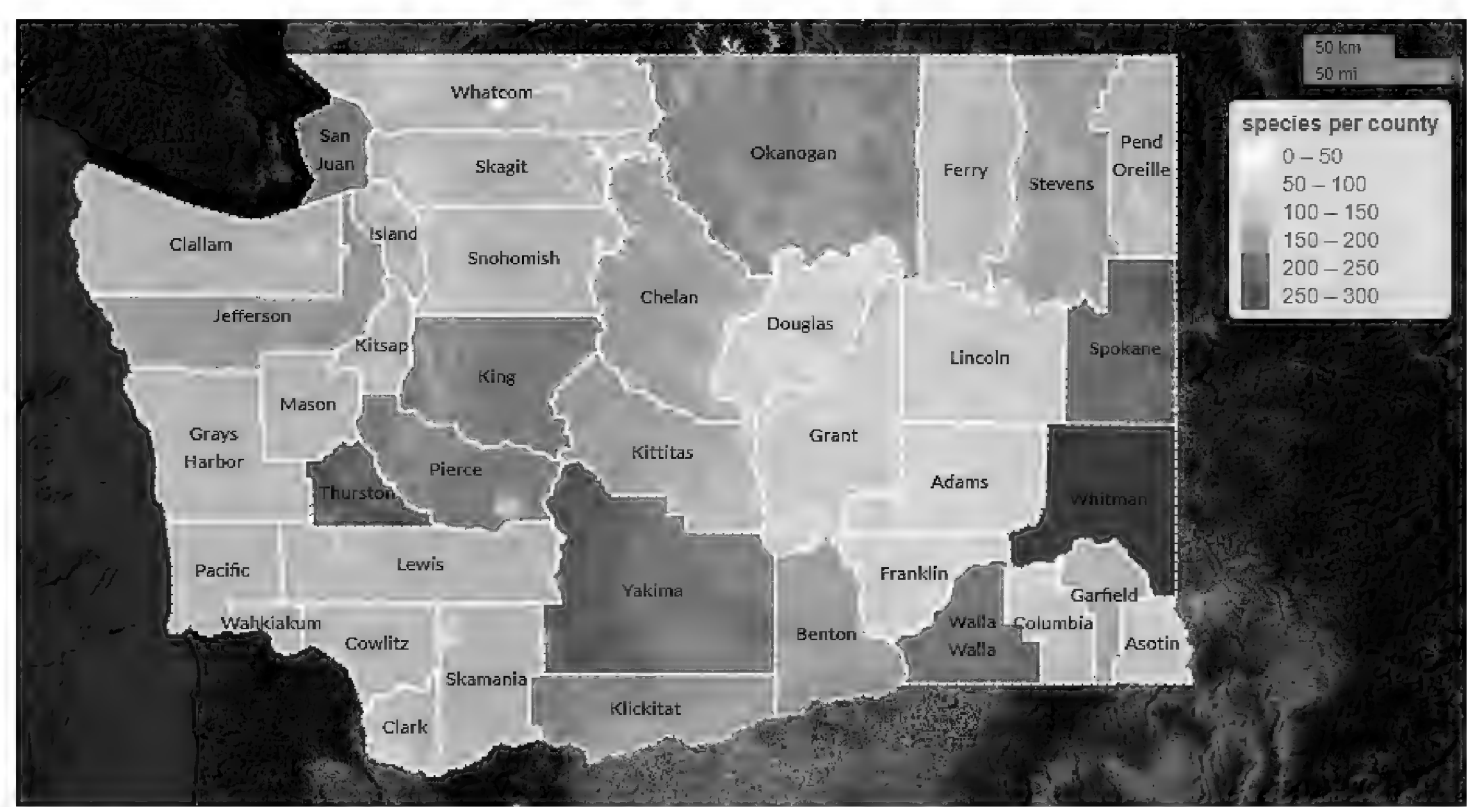 50 km
50 mi
species per county
0 – 50
50 – 100
100 – 150
150 – 200
200 – 250
250 – 300
Whatcom
San
Juan
Skagit
Okanogan
Ferry
Stevens
Pend
Oreille
Clallam
Island
Snohomish
Chelan
Jefferson
Kitsap
Douglas
Lincoln
Spokane
King
Mason
Grays
Harbor
Grant
Kittitas
Pierce
Thurston
Adams
Whitman
Pacific
Lewis
Yakima
Franklin
Garfield
Wahkiakum
Cowlitz
Benton
Walla
Walla
Columbia
Asotin
Skamania
Clark
Klickitat